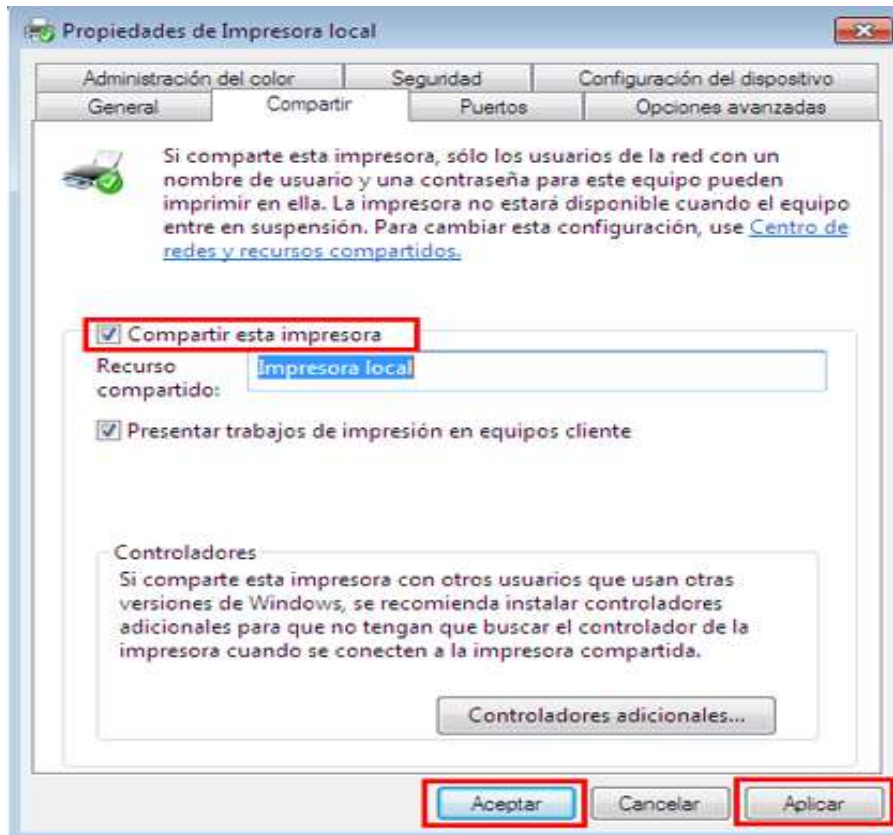 Propiedades de Impresora local
Administración del color Seguridad Configuración del dispositivo
General Compartir Puertos Opciones avanzadas
Si comparte esta impresora, sólo los usuarios de la red con un
nombre de usuario y una contraseña para este equipo pueden
imprimir en ella. La impresora no estará disponible cuando el equipo
entre en suspensión. Para cambiar esta configuración, use Centro de
redes y recursos compartidos.
Compartir esta impresora
Recurso
compartido:
Impresora local
Presentar trabajos de impresión en equipos cliente
Controladores
Si comparte esta impresora con otros usuarios que usan otras
versiones de Windows, se recomienda instalar controladores
adicionales para que no tengan que buscar el controlador de la
impresora cuando se conecten a la impresora compartida.
Controladores adicionales...
Aceptar Cancelar Aplicar